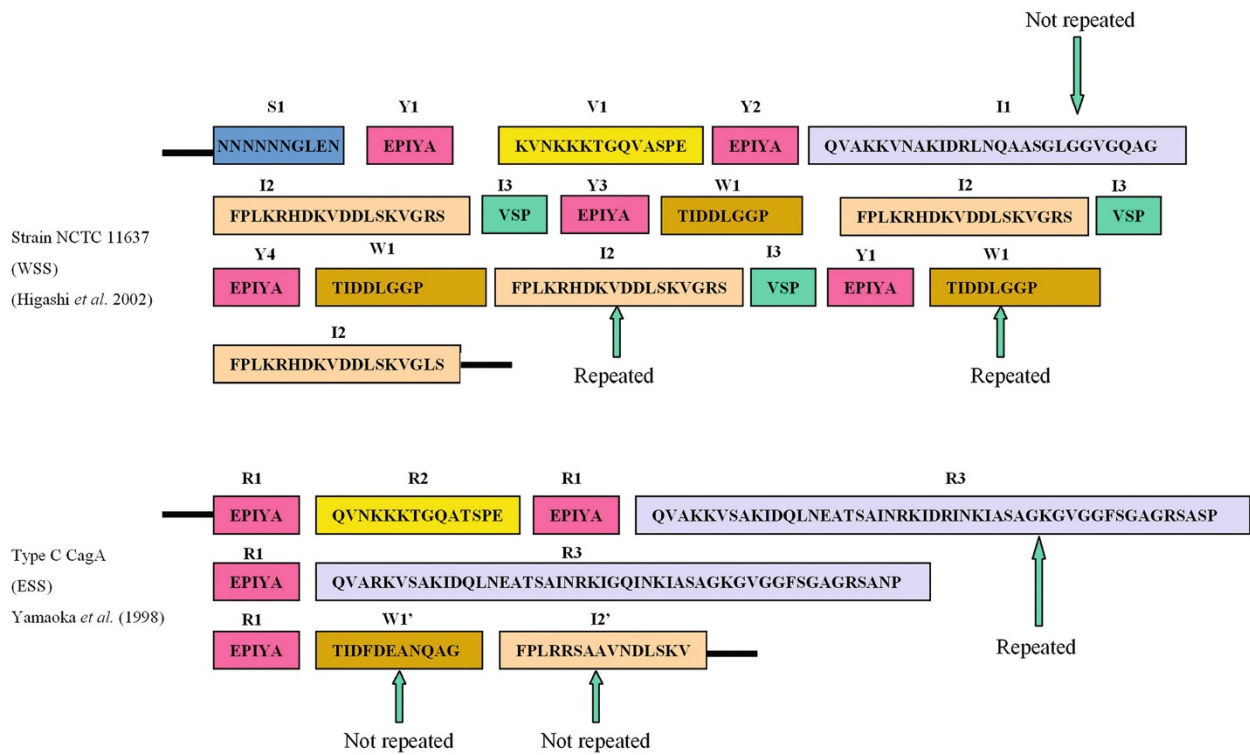 Not repeated
S1 Y1 V1 Y2 I1
NNNNNNGLEN EPIYA KVNKKKTGQVASPE EPIYA QVAKKVNAKIDRLNQAASGLGGVGQAG
I2 I3 Y3 W1 I2 I3
FPLKRHDKVDDLSKVGRS VSP EPIYA TIDDLGGP FPLKRHDKVDDLSKVGRS VSP
Strain NCTC 11637
(WSS)
(Higashi et al. 2002)
Y4 W1 I2 I3 Y1 W1
EPIYA TIDDLGGP FPLKRHDKVDDLSKVGRS VSP EPIYA TIDDLGGP
I2
FPLKRHDKVDDLSKVGLS
Repeated Repeated
R1 R2 R1 R3
EPIYA QVNKKKTGQATSPE EPIYA QVAKKVSAKIDQLNEATSAINRKIDRINKIASAGKGVGGFSGAGRSASP
Type C CagA
(ESS)
Yamaoka et al. (1998)
R1 R3
EPIYA QVARKVSAKIDQLNEATSAINRKIGQINKIASAGKGVGGFSGAGRSANP
R1 W1’ I2’
EPIYA TIDFDEANQAG FPLRRSAAVNDLSKV
Repeated
Not repeated Not repeated